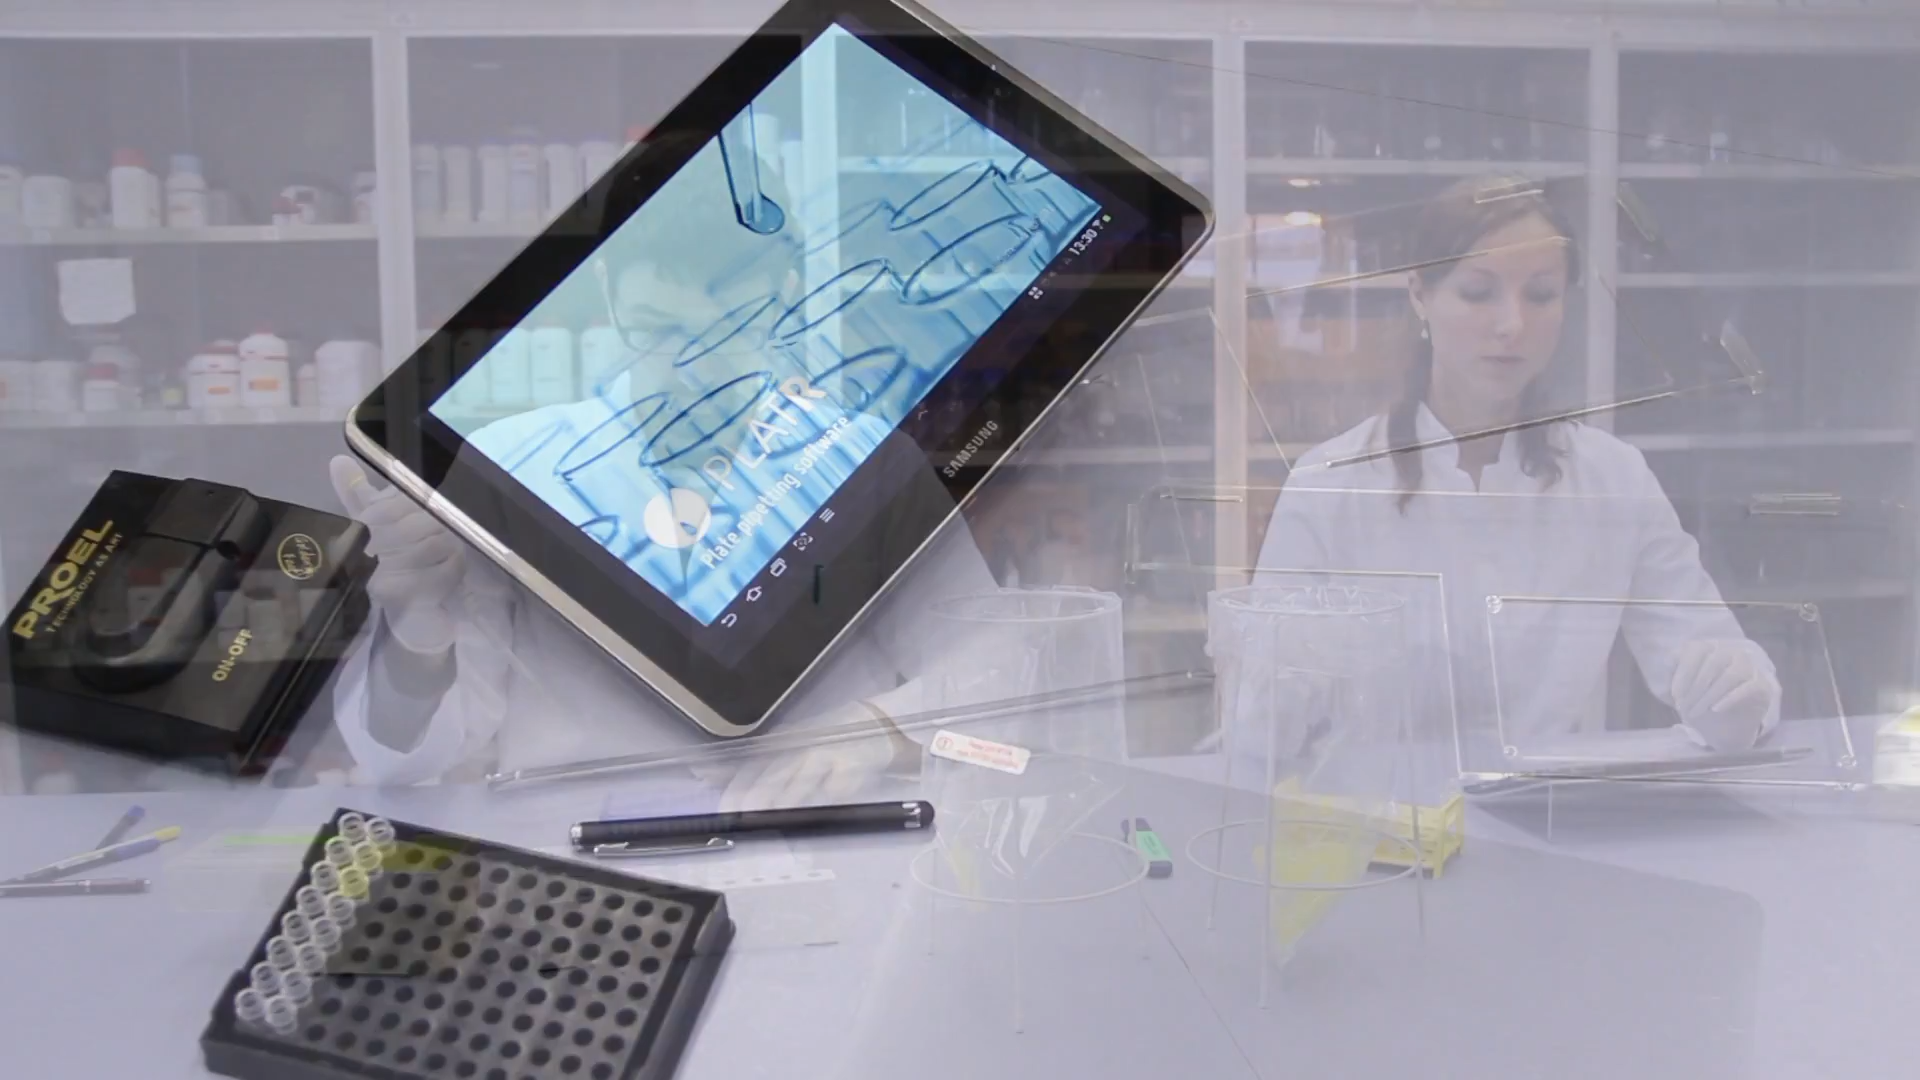 13:30
SAMSUNG
PLATR
Plate pipetting software
PROEL
TECHNOLOGY AS ART
ON-OFF